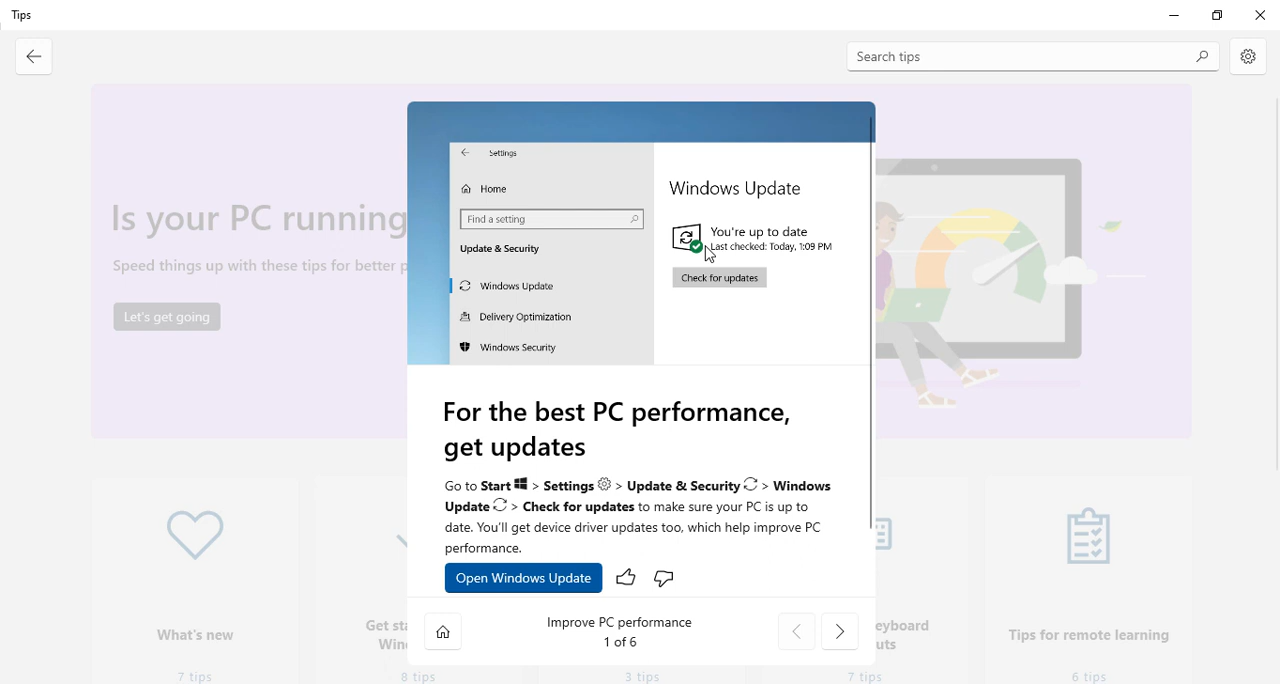 Tips
Search tips
Is your PC running
Speed things up with these tips for better p
Let's get going
Settings
Home
Find a setting
Update & Security
Windows Update
Delivery Optimization
Windows Security
Windows Update
You're up to date
Last checked: Today, 1:09 PM
Check for updates
For the best PC performance,
get updates
Go to Start > Settings > Update & Security > Windows
Update > Check for updates to make sure your PC is up to
date. You'll get device driver updates too, which help improve PC
performance.
Open Windows Update
Improve PC performance
1 of 6
What's new
7 tips
Get sta
Win
8 tips
3 tips
eyboard
uts
7 tips
Tips for remote learning
6 tips